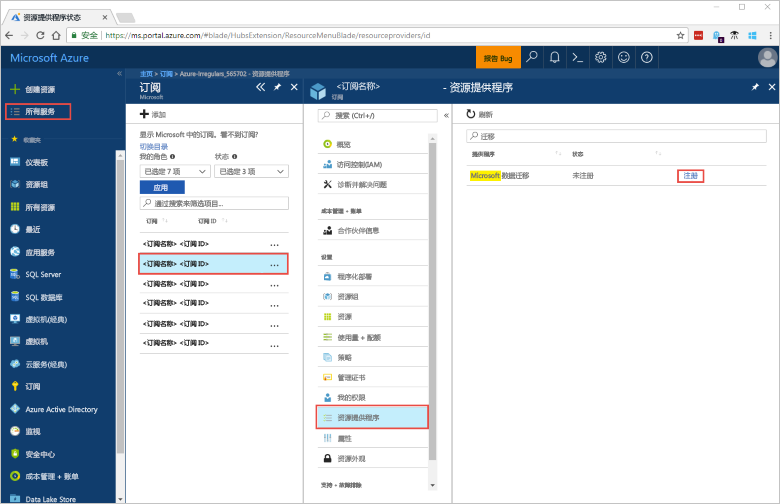 资源提供程序状态
安全 https://ms.portal.azure.com/#blade/HubsExtension/ResourceMenuBlade/resourceproviders/id
Microsoft Azure
报告 Bug
创建资源
所有服务
收藏夹
仪表板
资源组
所有资源
最近
应用服务
SQL Server
SQL 数据库
虚拟机(经典)
虚拟机
云服务(经典)
订阅
Azure Active Directory
监视
安全中心
成本管理 + 账单
Data Lake Store
主页 > 订阅 > Azure-Irregulars_565702 - 资源提供程序
订阅
Microsoft
添加
显示 Microsoft 中的订阅。看不到订阅?
切换目录
我的角色 状态
已选定 7 项 已选定 3 项
应用
通过搜索来筛选项目...
订阅 订阅 ID
<订阅名称> <订阅 ID> ...
<订阅名称> <订阅 ID> ...
<订阅名称> <订阅 ID> ...
<订阅名称> <订阅 ID> ...
<订阅名称> <订阅 ID> ...
<订阅名称> <订阅 ID> ...
<订阅名称> - 资源提供程序
订阅
搜索 (Ctrl+/)
概览
访问控制(IAM)
诊断并解决问题
成本管理 + 账单
合作伙伴信息
设置
程序化部署
资源组
资源
使用量 + 配额
策略
管理证书
我的权限
资源提供程序
属性
资源外观
支持 + 故障排除
刷新
迁移
提供程序 状态
Microsoft 数据迁移 未注册 注册